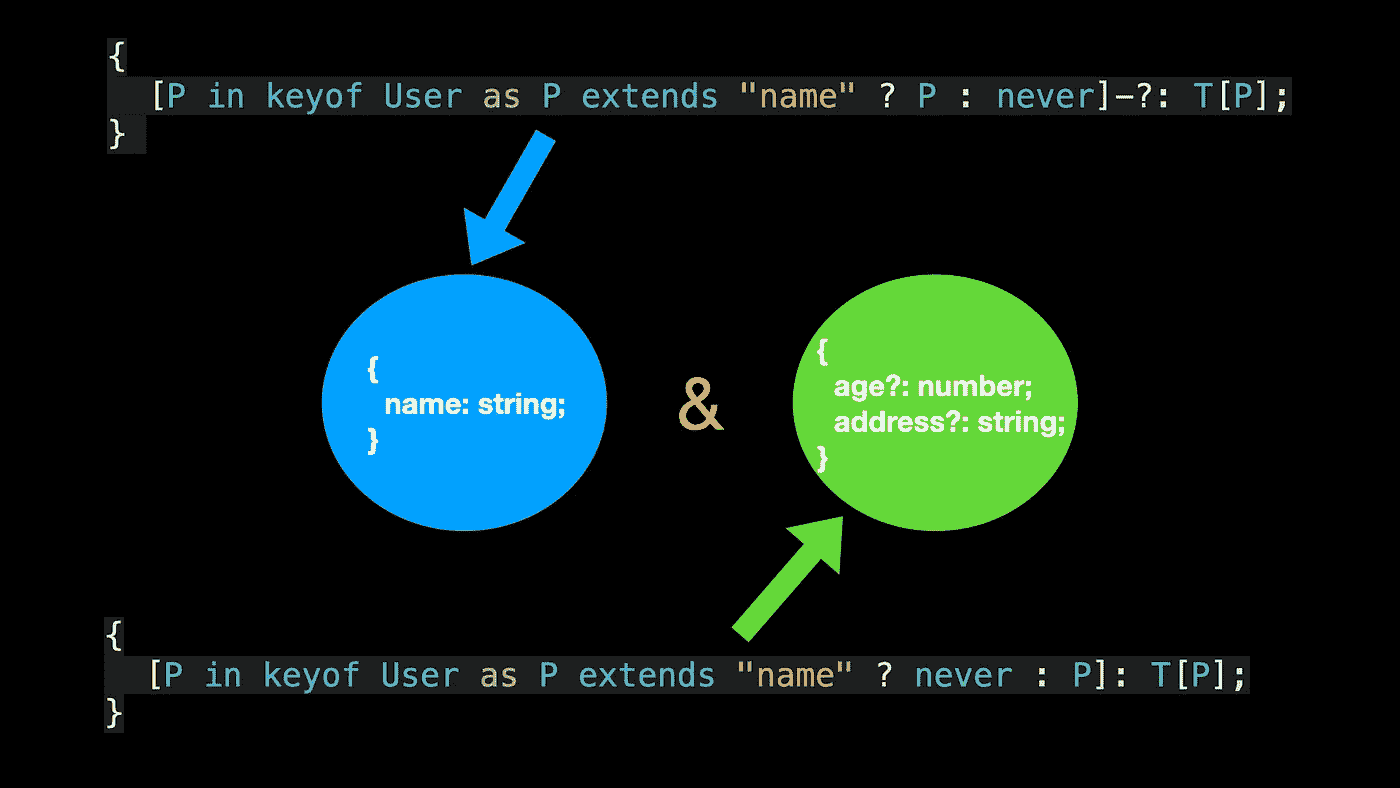 {
[P in keyof User as P extends "name" ? P : never]-?: T[P];
}
{
name: string;
}
&
{
age?: number;
address?: string;
}
{
[P in keyof User as P extends "name" ? never : P]: T[P];
}